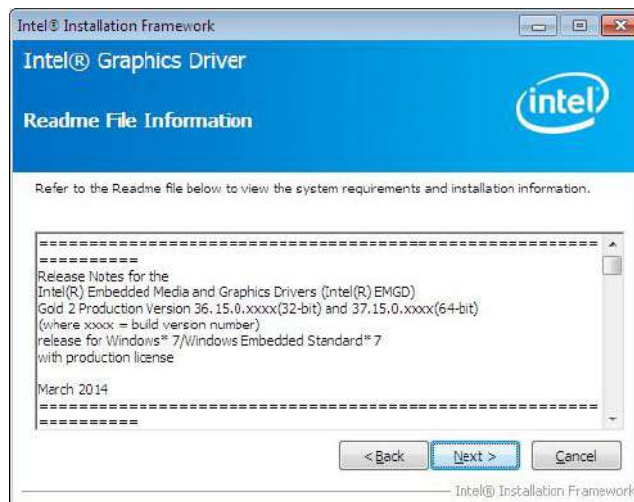 Intel® Installation Framework
Intel® Graphics Driver
intel
Readme File Information
Refer to the Readme file below to view the system requirements and installation information.
==========================================================
==========
Release Notes for the
Intel(R) Embedded Media and Graphics Drivers (Intel(R) EMGD)
Gold 2 Production Version 36.15.0.xxxx(32-bit) and 37.15.0.xxxx(64-bit)
(where xxxx = build version number)
release for Windows* 7/Windows Embedded Standard* 7
with production license
March 2014
==========================================================
==========
< Back
Next >
Cancel
Intel® Installation Framework